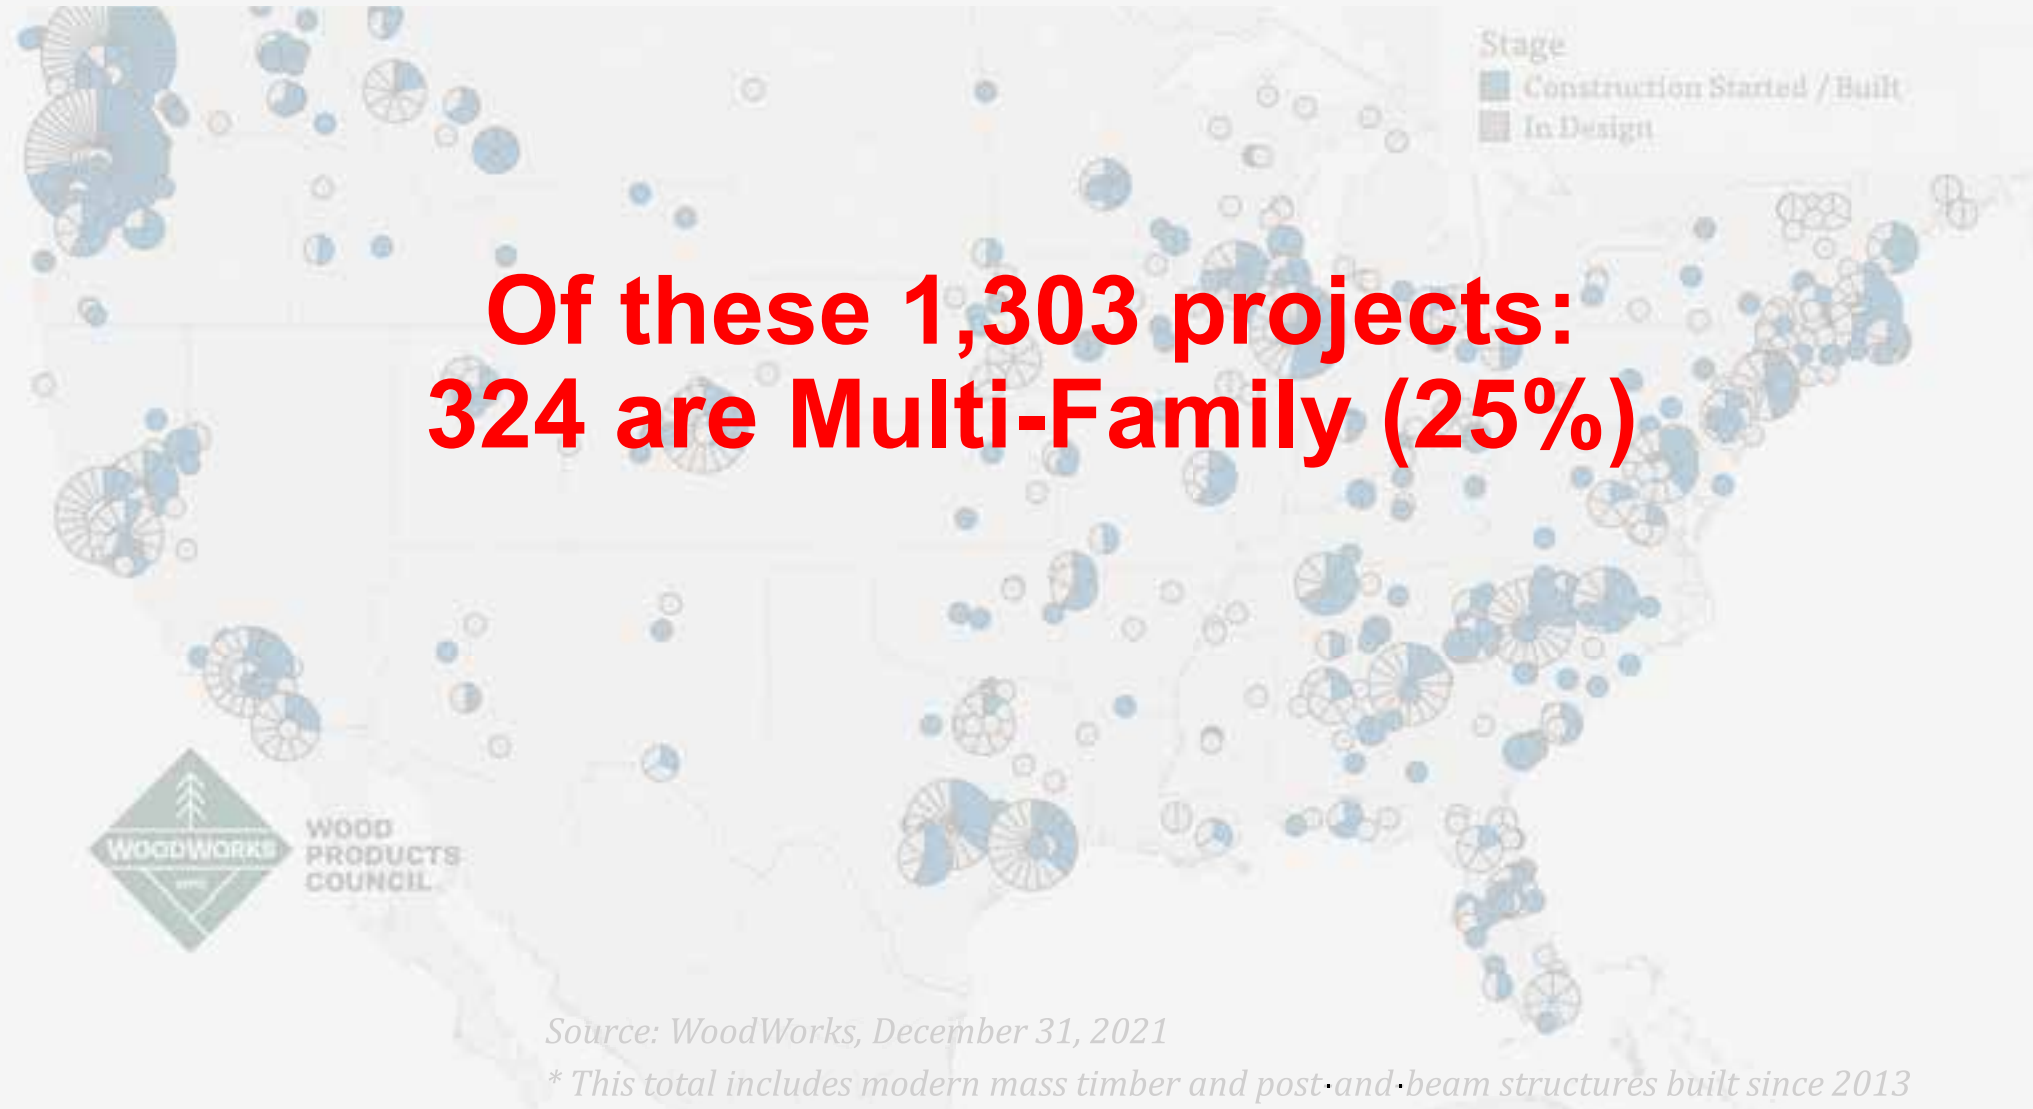 Stage
Construction Started / Built
In Design
Of these 1,303 projects:
324 are Multi-Family (25%)
WOODWORKS
WOOD
PRODUCTS
COUNCIL
Source: WoodWorks, December 31, 2021
* This total includes modern mass timber and post-and-beam structures built since 2013